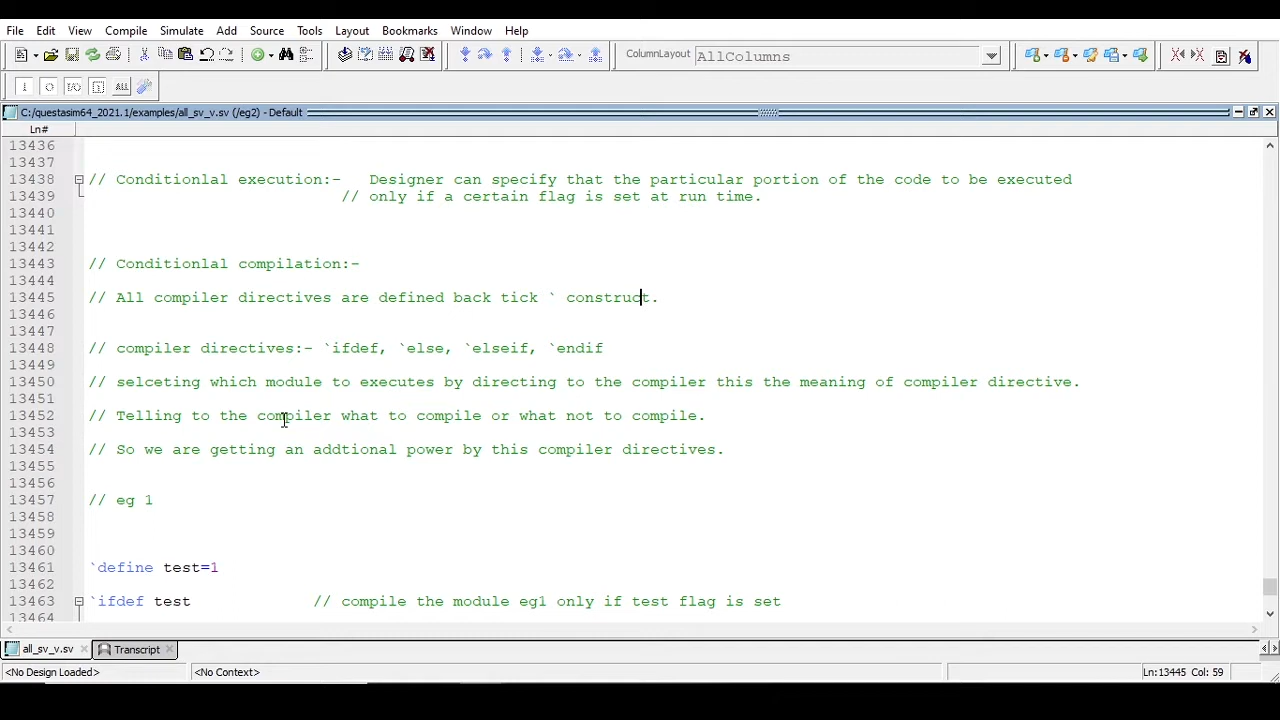 File Edit View Compile Simulate Add Source Tools Layout Bookmarks Window Help
ColumnLayout AllColumns
C:/questasim64_2021.1/examples/all_sv_v.sv (/eg2) - Default
Ln#
13436
13437
13438 // Conditionlal execution:- Designer can specify that the particular portion of the code to be executed
13439 // only if a certain flag is set at run time.
13440
13441
13442
13443 // Conditionlal compilation:-
13444
13445 // All compiler directives are defined back tick ` construct.
13446
13447
13448 // compiler directives:- `ifdef, `else, `elseif, `endif
13449
13450 // selceting which module to executes by directing to the compiler this the meaning of compiler directive.
13451
13452 // Telling to the compiler what to compile or what not to compile.
13453
13454 // So we are getting an addtional power by this compiler directives.
13455
13456
13457 // eg 1
13458
13459
13460
13461 `define test=1
13462
13463 `ifdef test // compile the module eg1 only if test flag is set
13464
all_sv_v.sv Transcript
<No Design Loaded> <No Context> Ln:13445 Col: 59